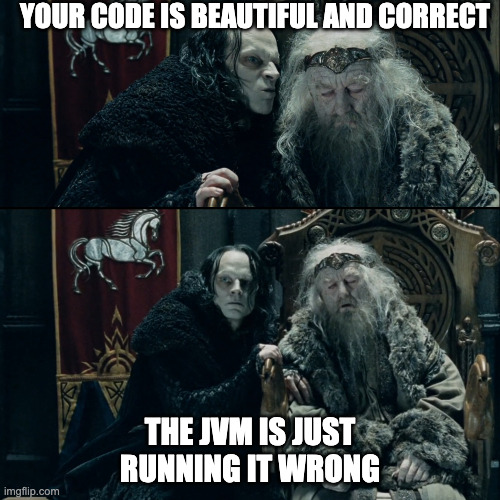 YOUR CODE IS BEAUTIFUL AND CORRECT
THE JVM IS JUST
RUNNING IT WRONG
imgflip.com